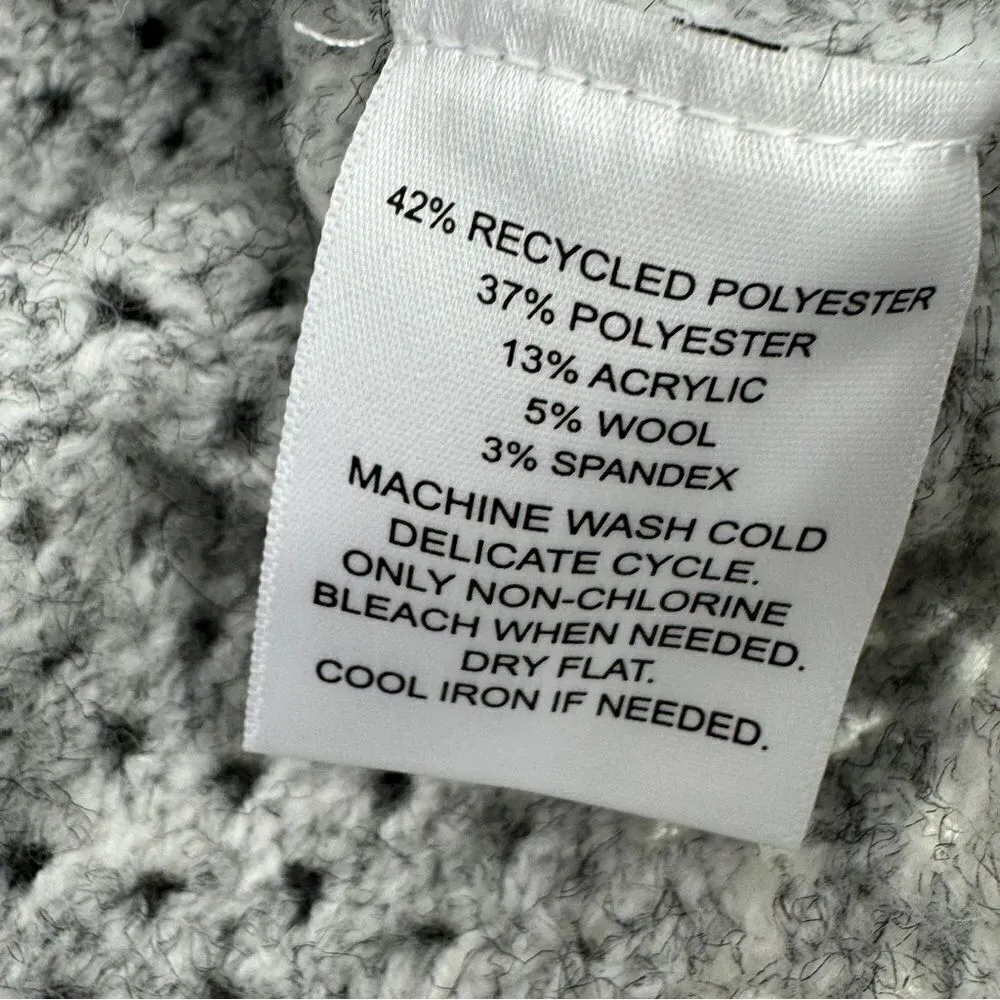 42% RECYCLED POLYESTER
37% POLYESTER
13% ACRYLIC
5% WOOL
3% SPANDEX
MACHINE WASH COLD
DELICATE CYCLE.
ONLY NON-CHLORINE
BLEACH WHEN NEEDED.
DRY FLAT.
COOL IRON IF NEEDED.